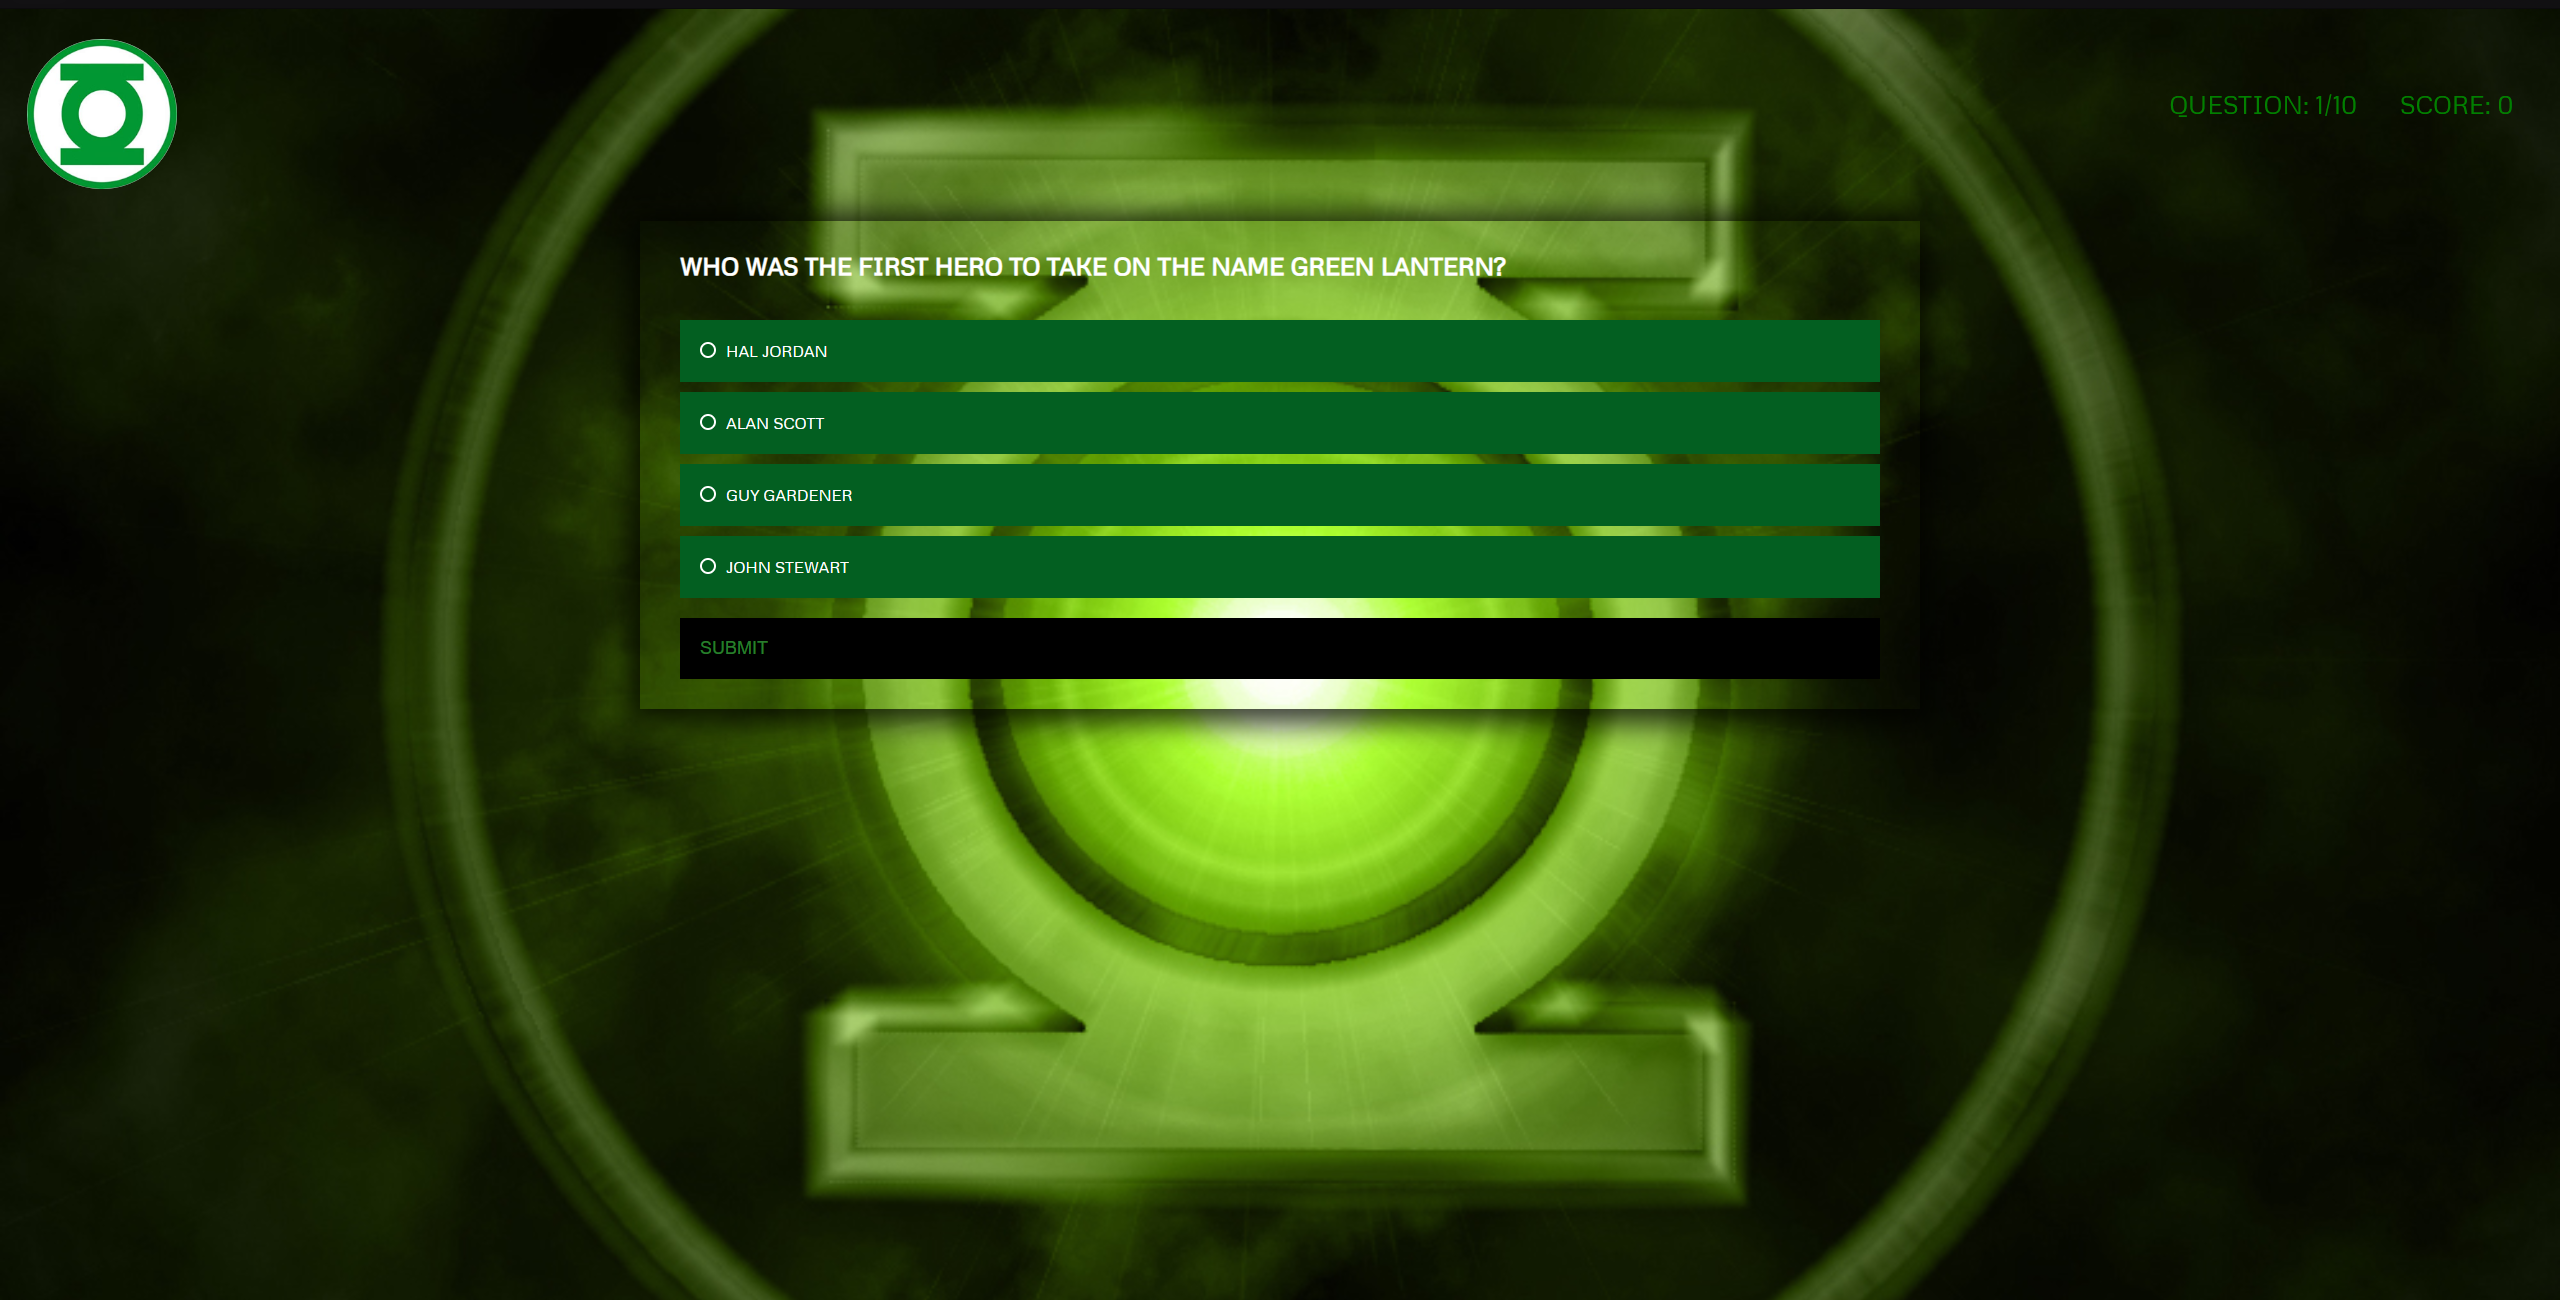 QUESTION: 1/10 SCORE: 0
WHO WAS THE FIRST HERO TO TAKE ON THE NAME GREEN LANTERN?
HAL JORDAN
ALAN SCOTT
GUY GARDENER
JOHN STEWART
SUBMIT